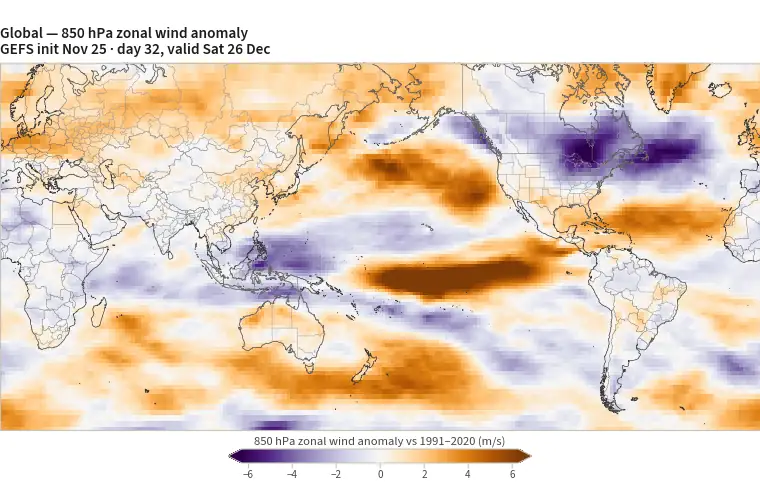 Global — 850 hPa zonal wind anomaly
GEFS init Nov 25 · day 32, valid Sat 26 Dec
850 hPa zonal wind anomaly vs 1991–2020 (m/s)
−6 −4 −2 0 2 4 6